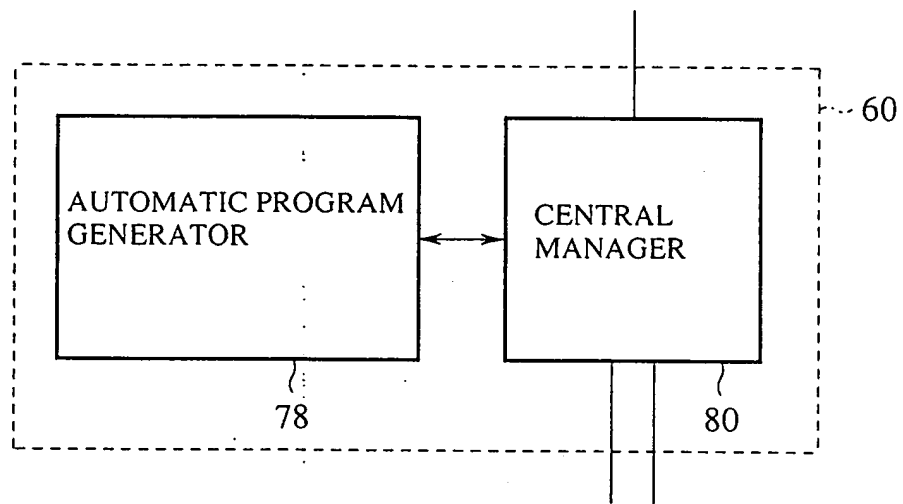 60
AUTOMATIC PROGRAM
GENERATOR
CENTRAL
MANAGER
78
80